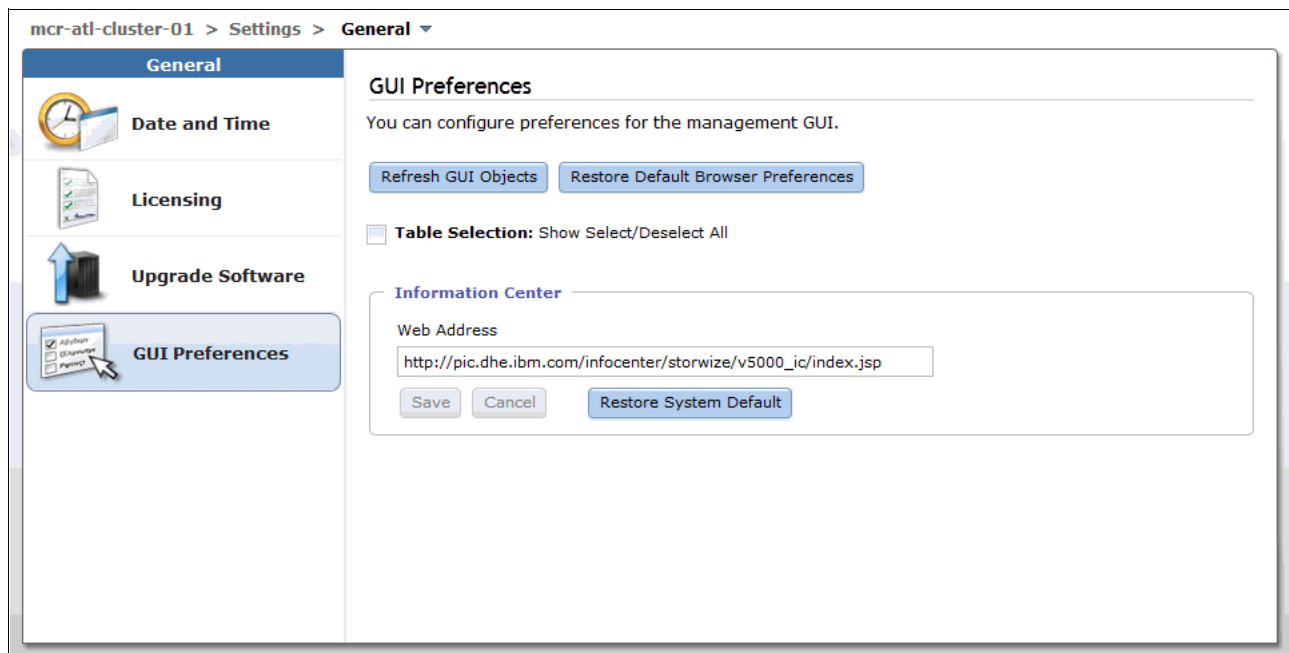 mcr-atl-cluster-01 > Settings > General
General
Date and Time
Licensing
Upgrade Software
GUI Preferences
GUI Preferences
You can configure preferences for the management GUI.
Refresh GUI Objects Restore Default Browser Preferences
Table Selection: Show Select/Deselect All
Information Center
Web Address
http://pic.dhe.ibm.com/infocenter/storwize/v5000_ic/index.jsp
Save Cancel Restore System Default